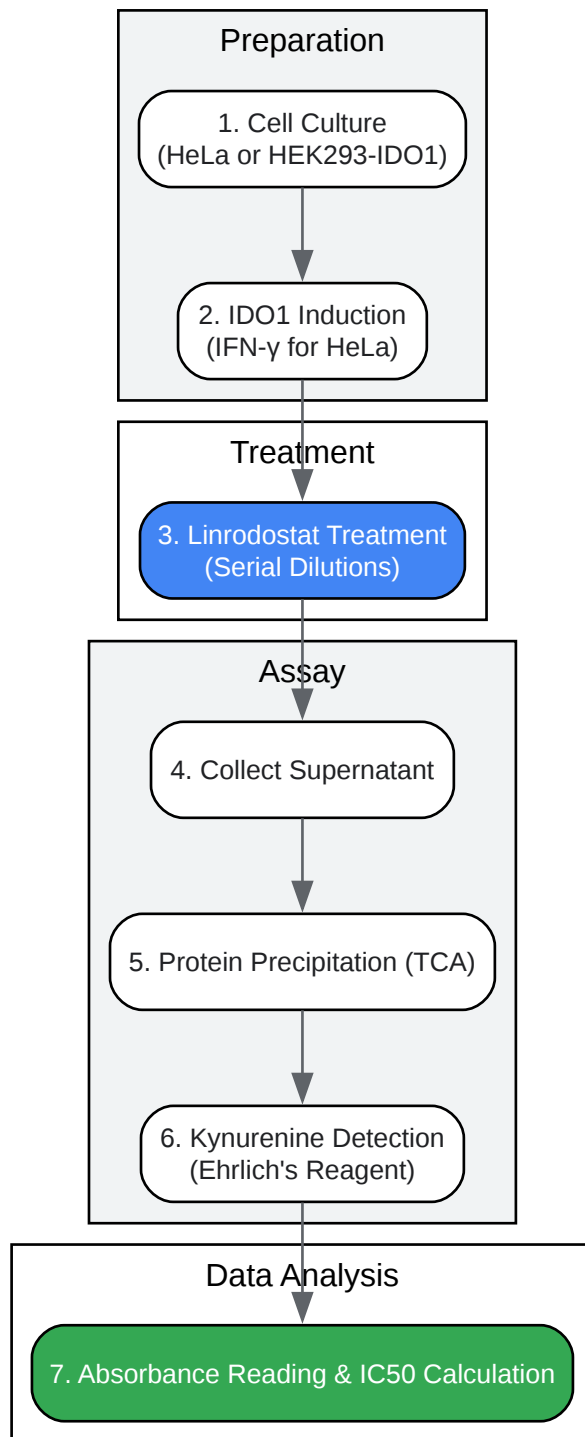 Preparation
1. Cell Culture
(HeLa or HEK293-IDO1)
2. IDO1 Induction
(IFN-γ for HeLa)
Treatment
3. Linrodostat Treatment
(Serial Dilutions)
Assay
4. Collect Supernatant
5. Protein Precipitation (TCA)
6. Kynurenine Detection
(Ehrlich's Reagent)
Data Analysis
7. Absorbance Reading & IC50 Calculation